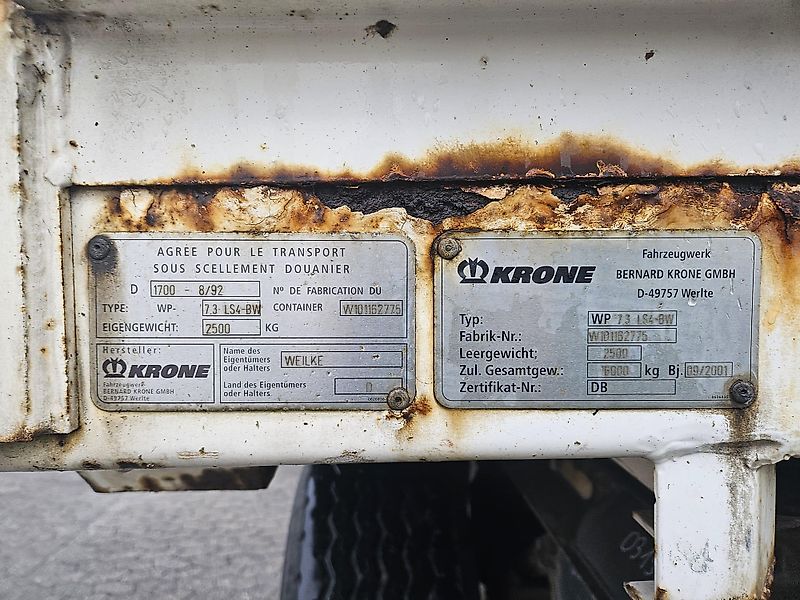 AGRÉE POUR LE TRANSPORT
SOUS SCELLEMENT DOUANIER
D 1700 - 8/92 Nº DE FABRICATION DU
TYPE: WP- 7.3 LS4-BW CONTAINER W101162775
EIGENGEWICHT: 2500 KG
Hersteller:
KRONE
Fahrzeugwerk
BERNARD KRONE GMBH
D-49757 Werlte
Name des
Eigentümers
oder Halters
WEILKE
Land des Eigentümers
oder Halters
D
KRONE
Fahrzeugwerk
BERNARD KRONE GMBH
D-49757 Werlte
Typ: WP 7.3 LS4-BW
Fabrik-Nr.: W101162775
Leergewicht: 2500
Zul. Gesamtgew.: 16000 kg Bj. 09/2001
Zertifikat-Nr.: DB